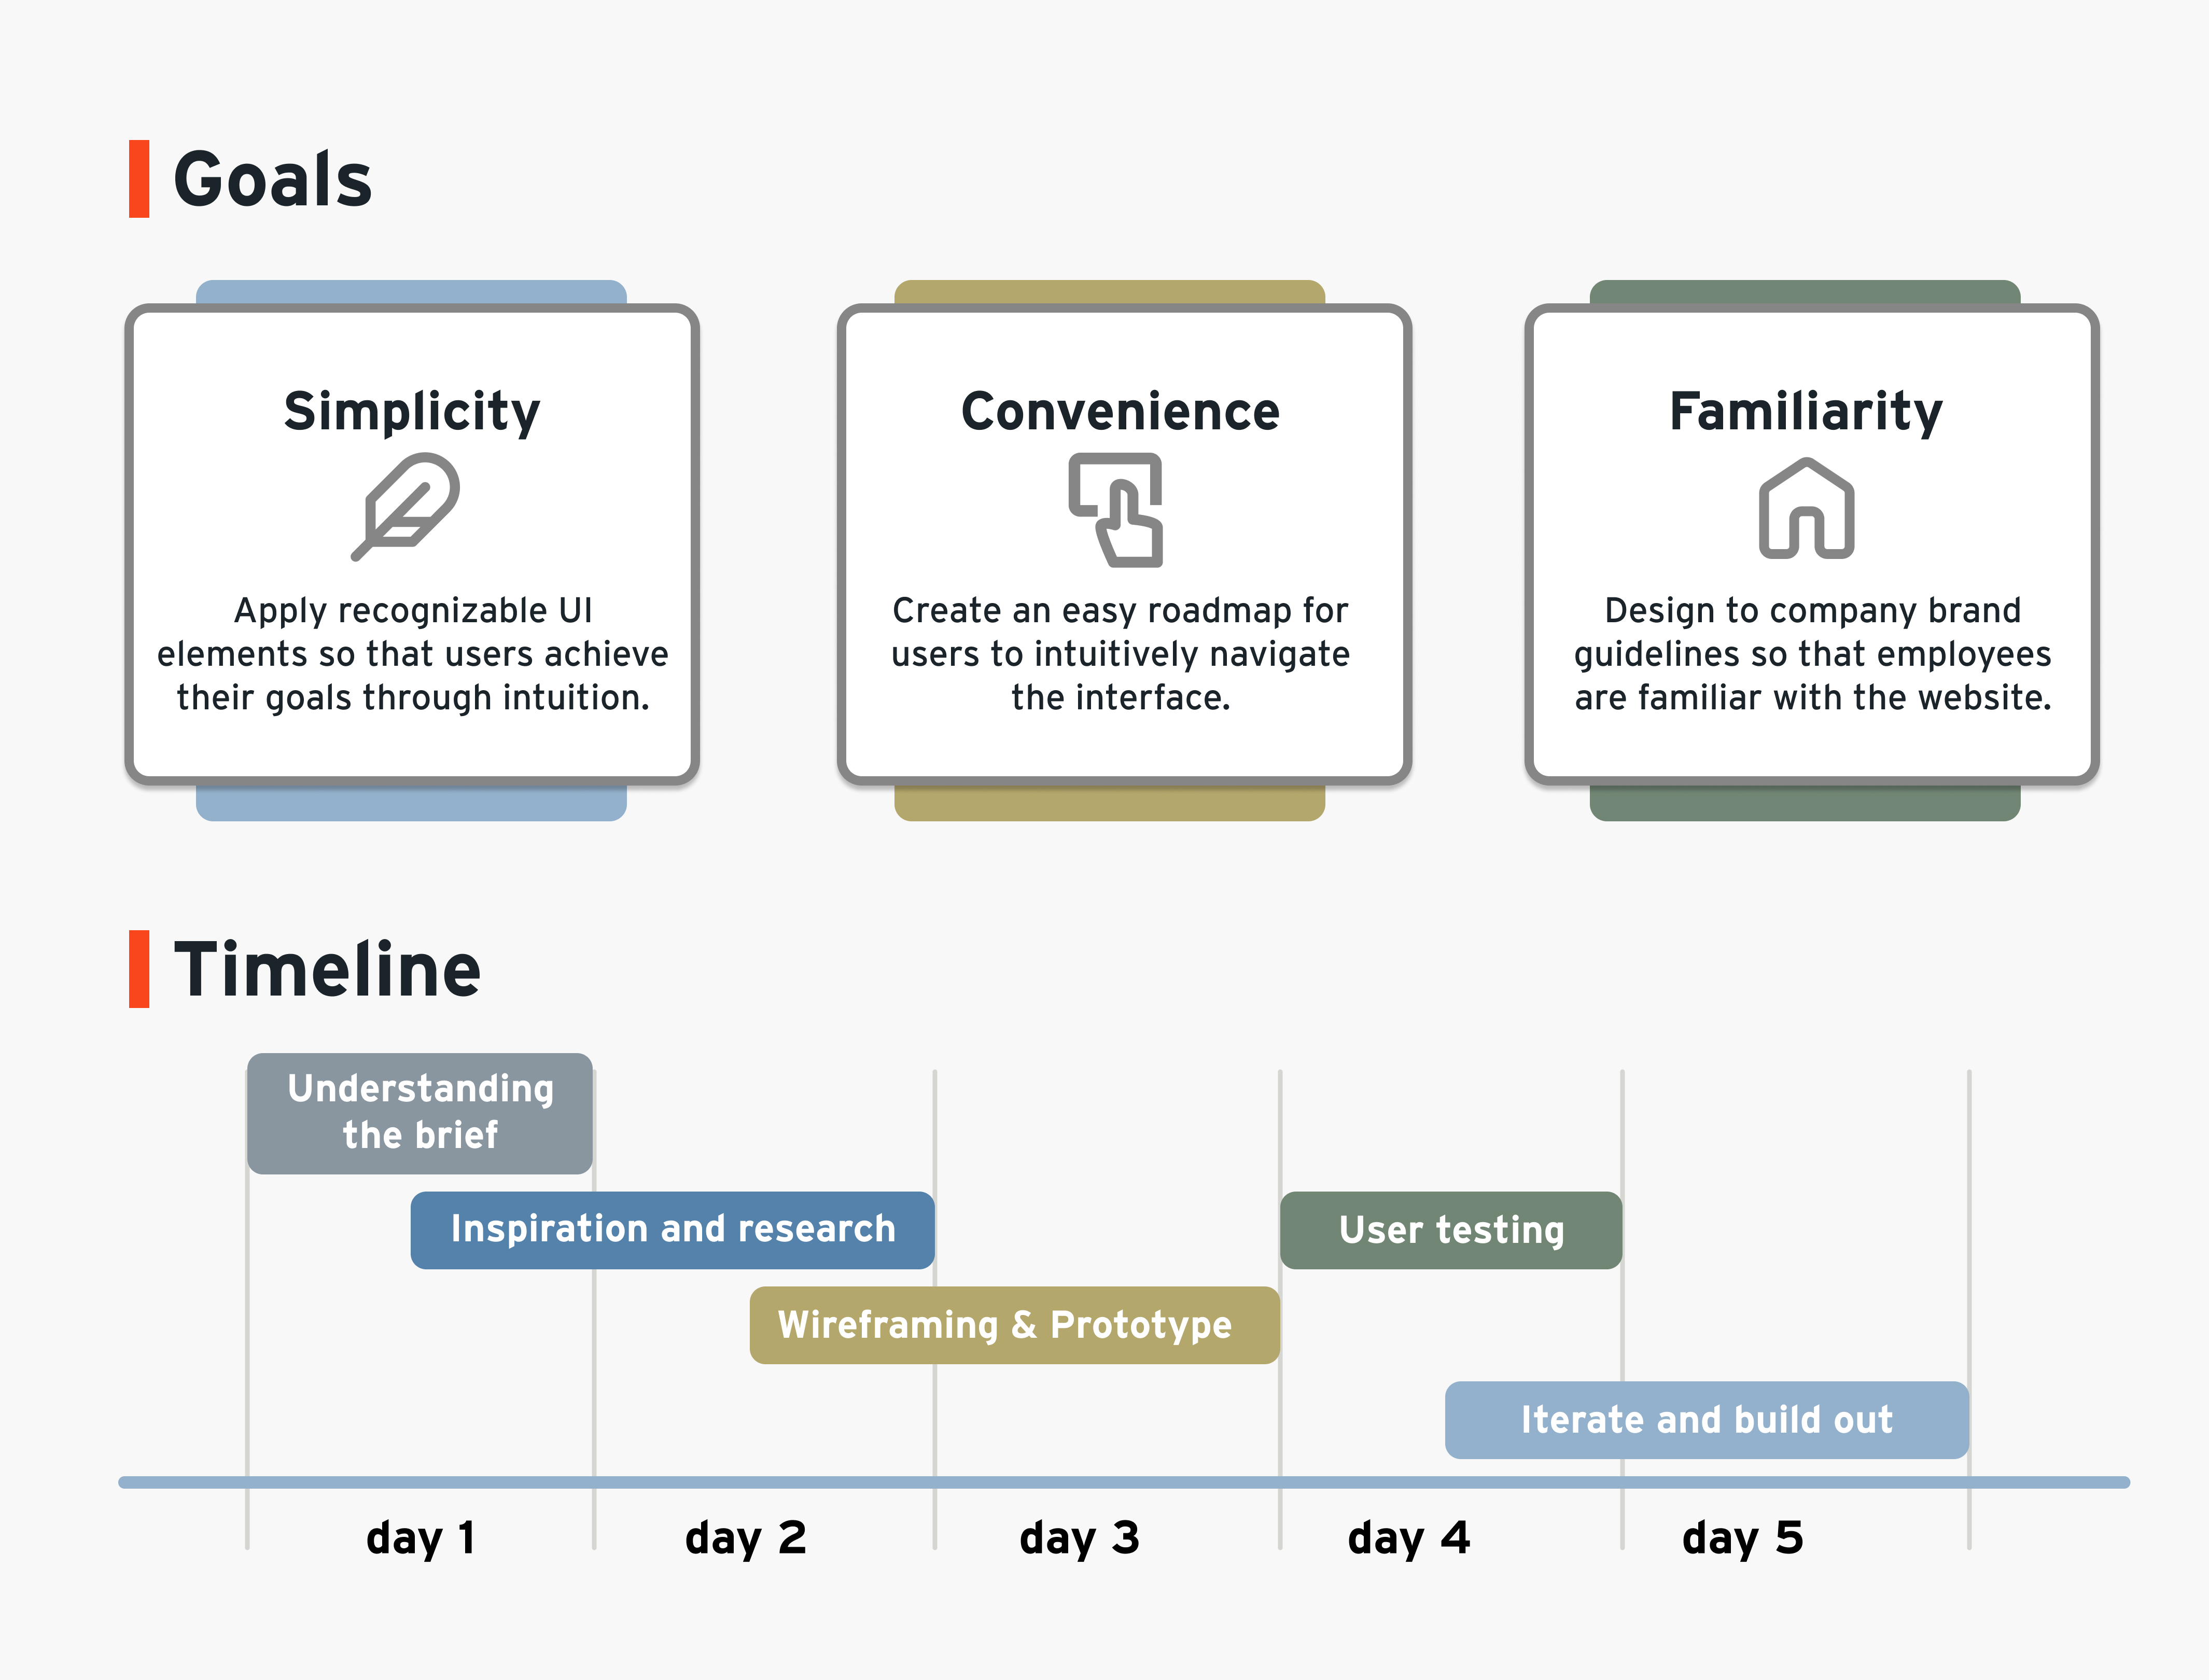 Goals
Simplicity
Apply recognizable UI
elements so that users achieve
their goals through intuition.
Convenience
Create an easy roadmap for
users to intuitively navigate
the interface.
Familiarity
Design to company brand
guidelines so that employees
are familiar with the website.
Timeline
Understanding
the brief
Inspiration and research
User testing
Wireframing & Prototype
Iterate and build out
day 1
day 2
day 3
day 4
day 5